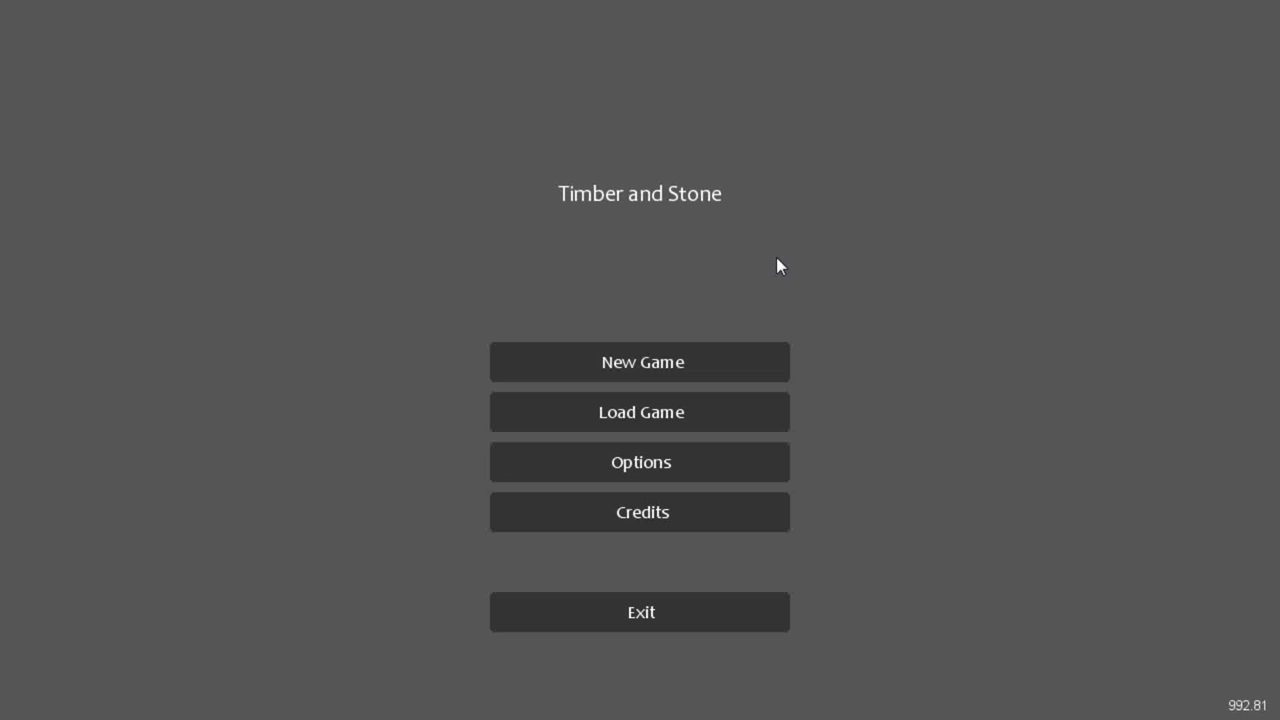 Timber and Stone
New Game
Load Game
Options
Credits
Exit
992.81